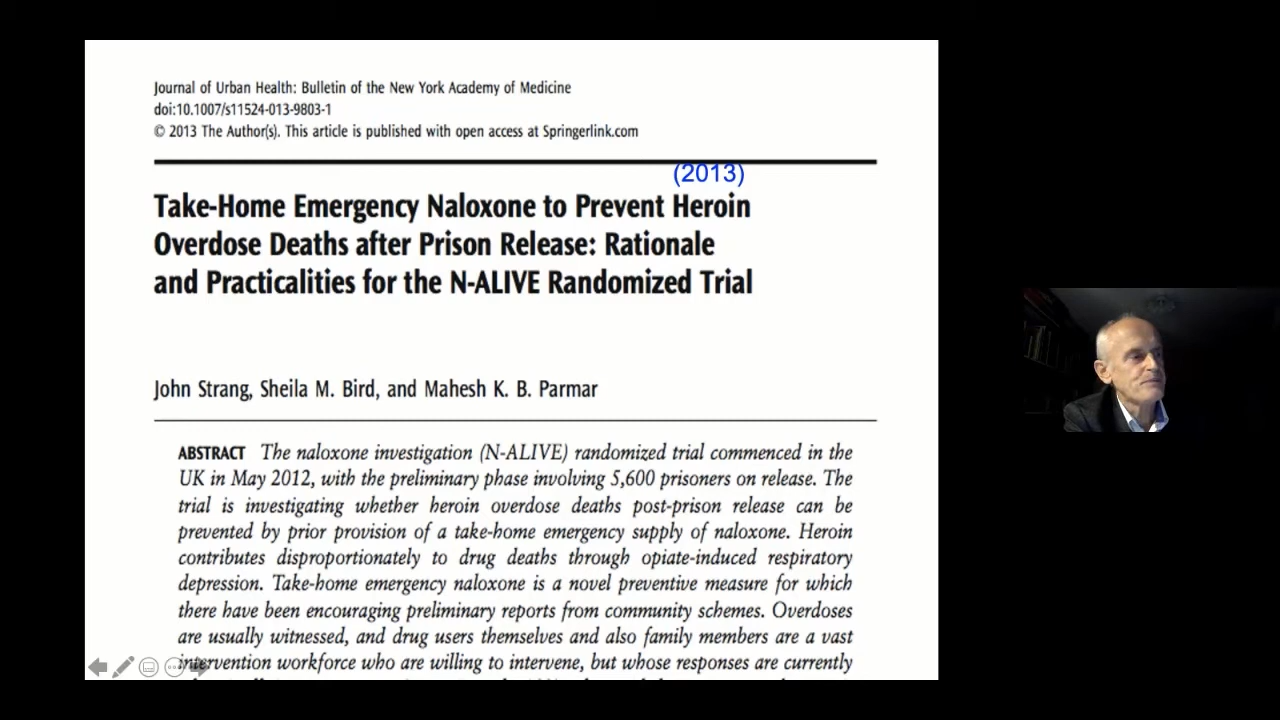 Journal of Urban Health: Bulletin of the New York Academy of Medicine
doi:10.1007/s11524-013-9803-1
© 2013 The Author(s). This article is published with open access at Springerlink.com
(2013)
Take-Home Emergency Naloxone to Prevent Heroin
Overdose Deaths after Prison Release: Rationale
and Practicalities for the N-ALIVE Randomized Trial
John Strang, Sheila M. Bird, and Mahesh K. B. Parmar
ABSTRACT The naloxone investigation (N-ALIVE) randomized trial commenced in the
UK in May 2012, with the preliminary phase involving 5,600 prisoners on release. The
trial is investigating whether heroin overdose deaths post-prison release can be
prevented by prior provision of a take-home emergency supply of naloxone. Heroin
contributes disproportionately to drug deaths through opiate-induced respiratory
depression. Take-home emergency naloxone is a novel preventive measure for which
there have been encouraging preliminary reports from community schemes. Overdoses
are usually witnessed, and drug users themselves and also family members are a vast
intervention workforce who are willing to intervene, but whose responses are currently